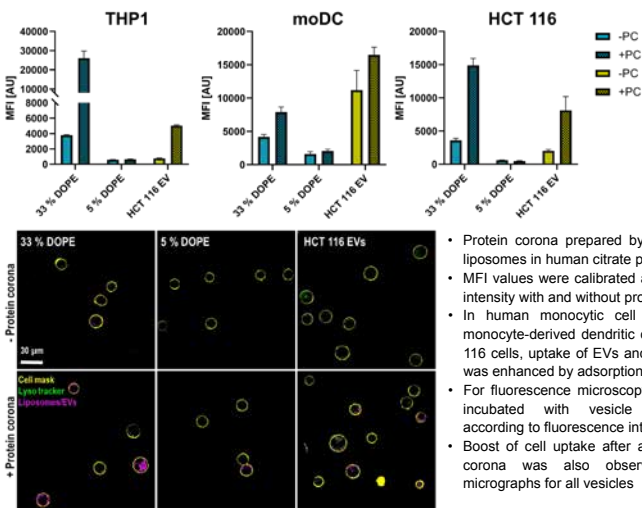 THP1
moDC
HCT 116
MFI [AU]
40000
30000
20000
10000
8000
6000
4000
2000
0
33 % DOPE
5 % DOPE
HCT 116 EV
MFI [AU]
20000
15000
10000
5000
0
33 % DOPE
5 % DOPE
HCT 116 EV
MFI [AU]
20000
15000
10000
5000
0
33 % DOPE
5 % DOPE
HCT 116 EV
-PC
+PC
-PC
+PC
33 % DOPE
5 % DOPE
HCT 116 EVs
- Protein corona
30 µm
+ Protein corona
Cell mask
Lyso tracker
Liposomes/EVs
• Protein corona prepared by
liposomes in human citrate p
• MFI values were calibrated a
intensity with and without pro
• In human monocytic cell
monocyte-derived dendritic
116 cells, uptake of EVs and
was enhanced by adsorption
• For fluorescence microscop
incubated with vesicle
according to fluorescence int
• Boost of cell uptake after a
corona was also obser
micrographs for all vesicles